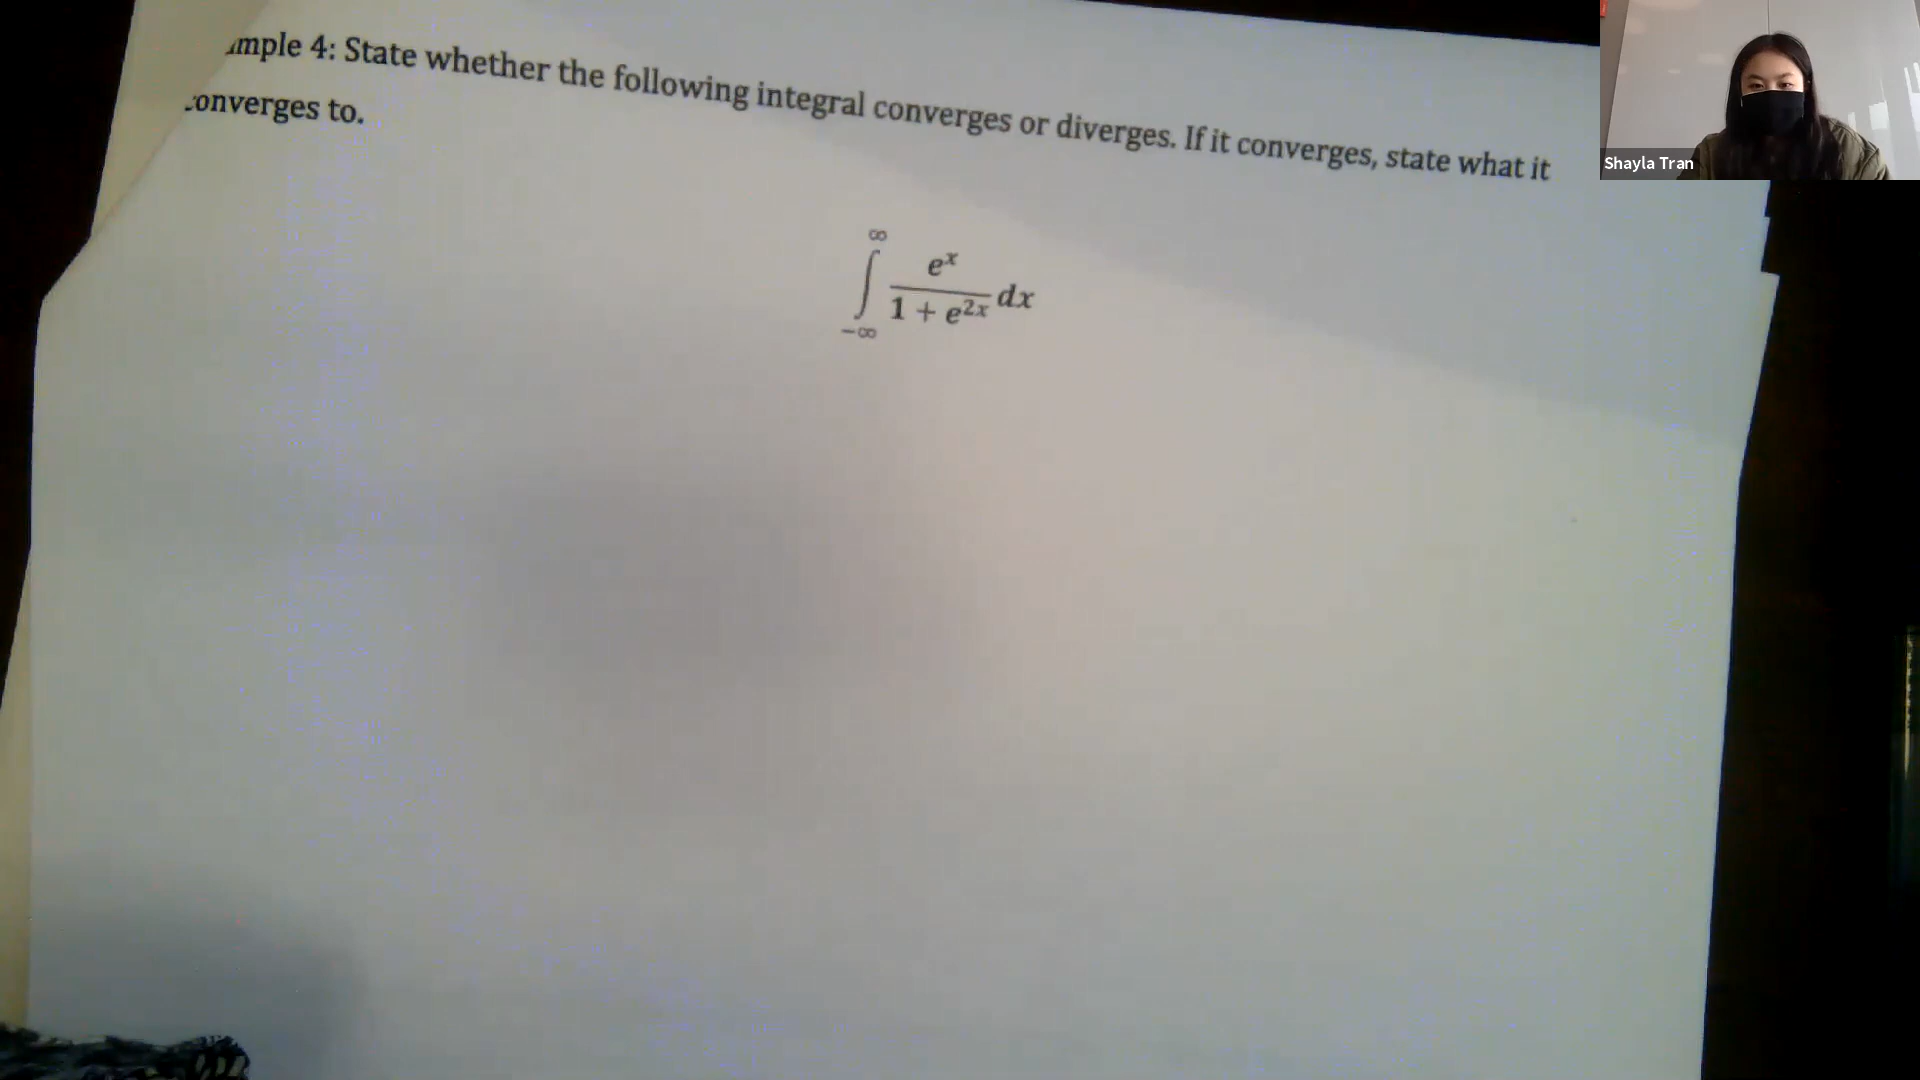 mple 4: State whether the following integral converges or diverges. If it converges, state what it
converges to.
∞
∫ e^x / (1 + e^{2x}) dx
-∞
Shayla Tran